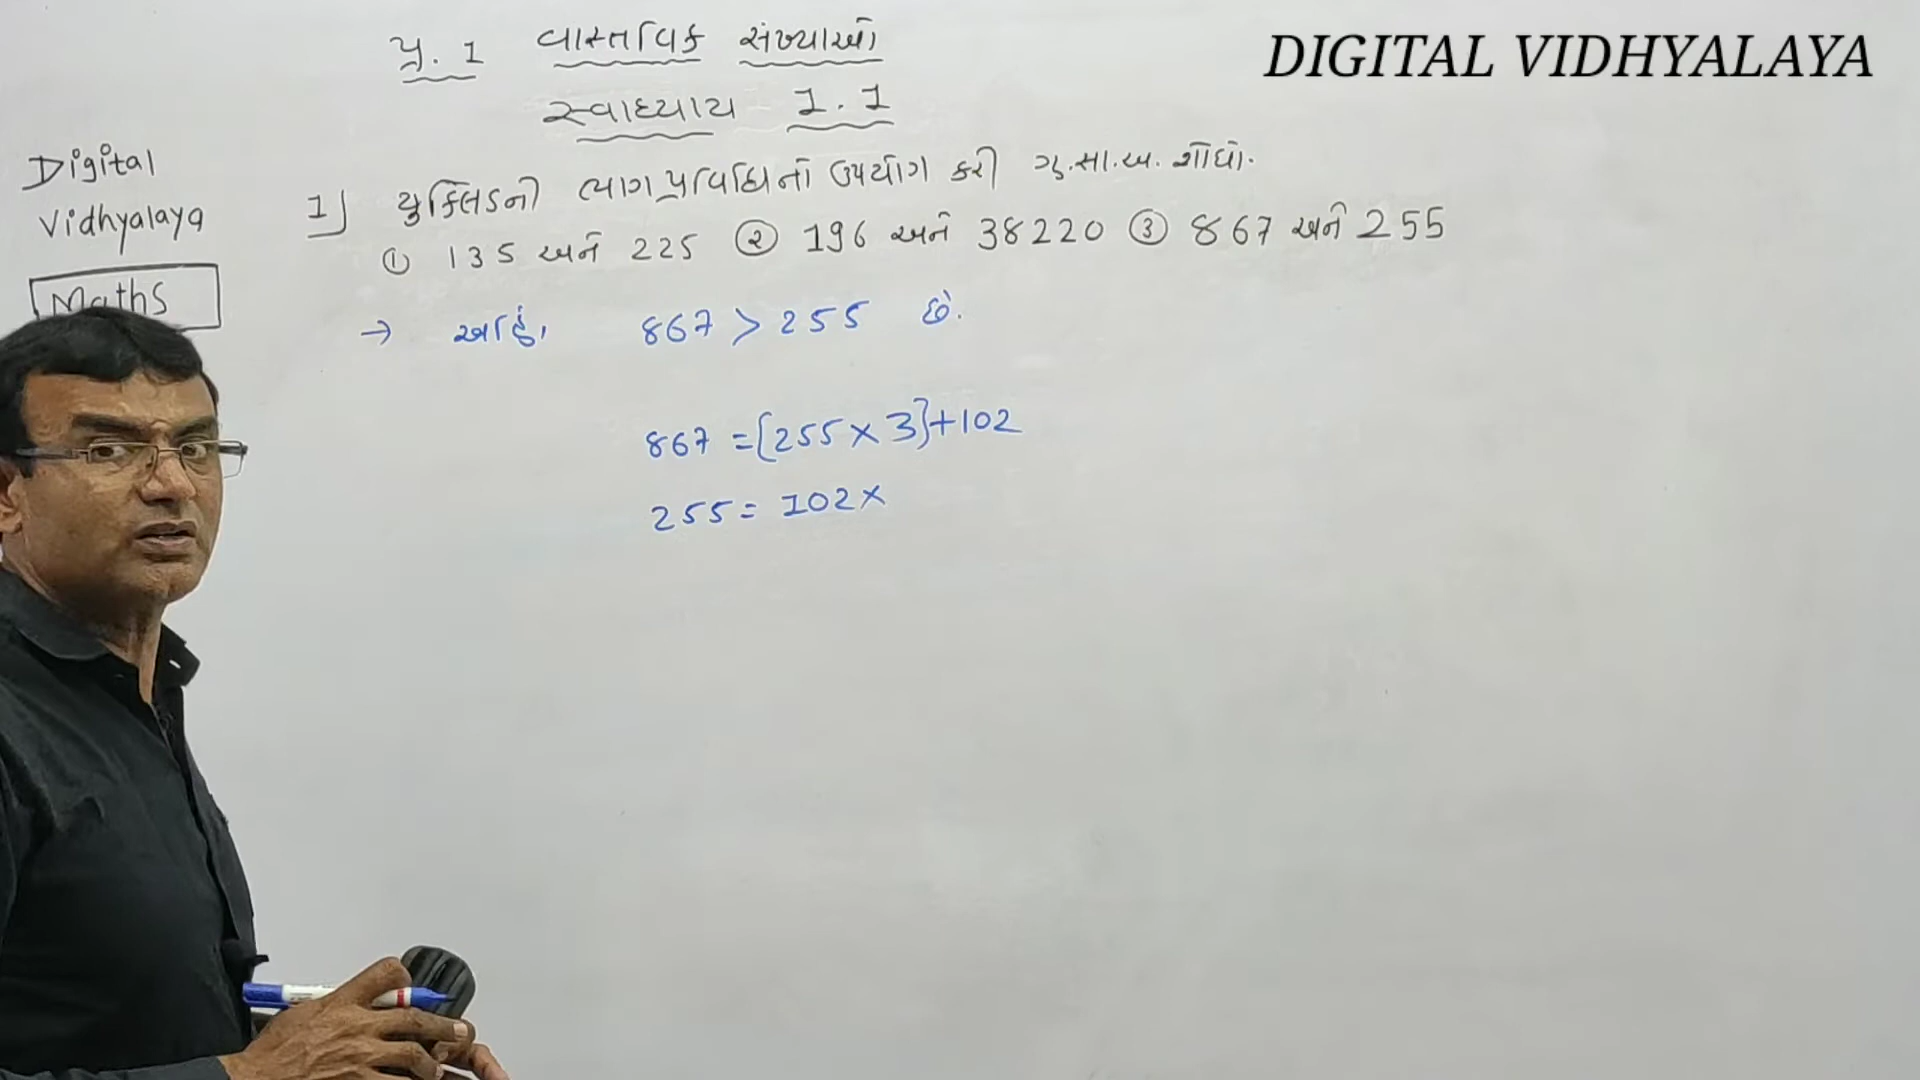 DIGITAL VIDHYALAYA
પ્ર. 1 વાસ્તવિક સંખ્યાઓ
સ્વાધ્યાય 1.1
Digital
Vidhyalaya
Maths
1) યુક્લિડની ભાગપ્રવિધિનો ઉપયોગ કરી ગુ.સા.અ. શોધો.
① 135 અને 225 ② 196 અને 38220 ③ 867 અને 255
→ અહિં, 867 > 255 છે.
867 = (255 × 3) + 102
255 = 102 ×